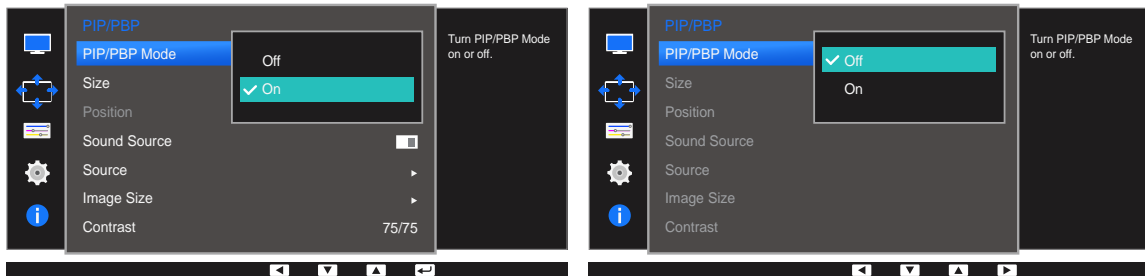 PIP/PBP
PIP/PBP Mode
Off
On
Size
Position
Sound Source
Source
Image Size
Contrast
75/75
Turn PIP/PBP Mode
on or off.
PIP/PBP
PIP/PBP Mode
Off
On
Size
Position
Sound Source
Source
Image Size
Contrast
Turn PIP/PBP Mode
on or off.